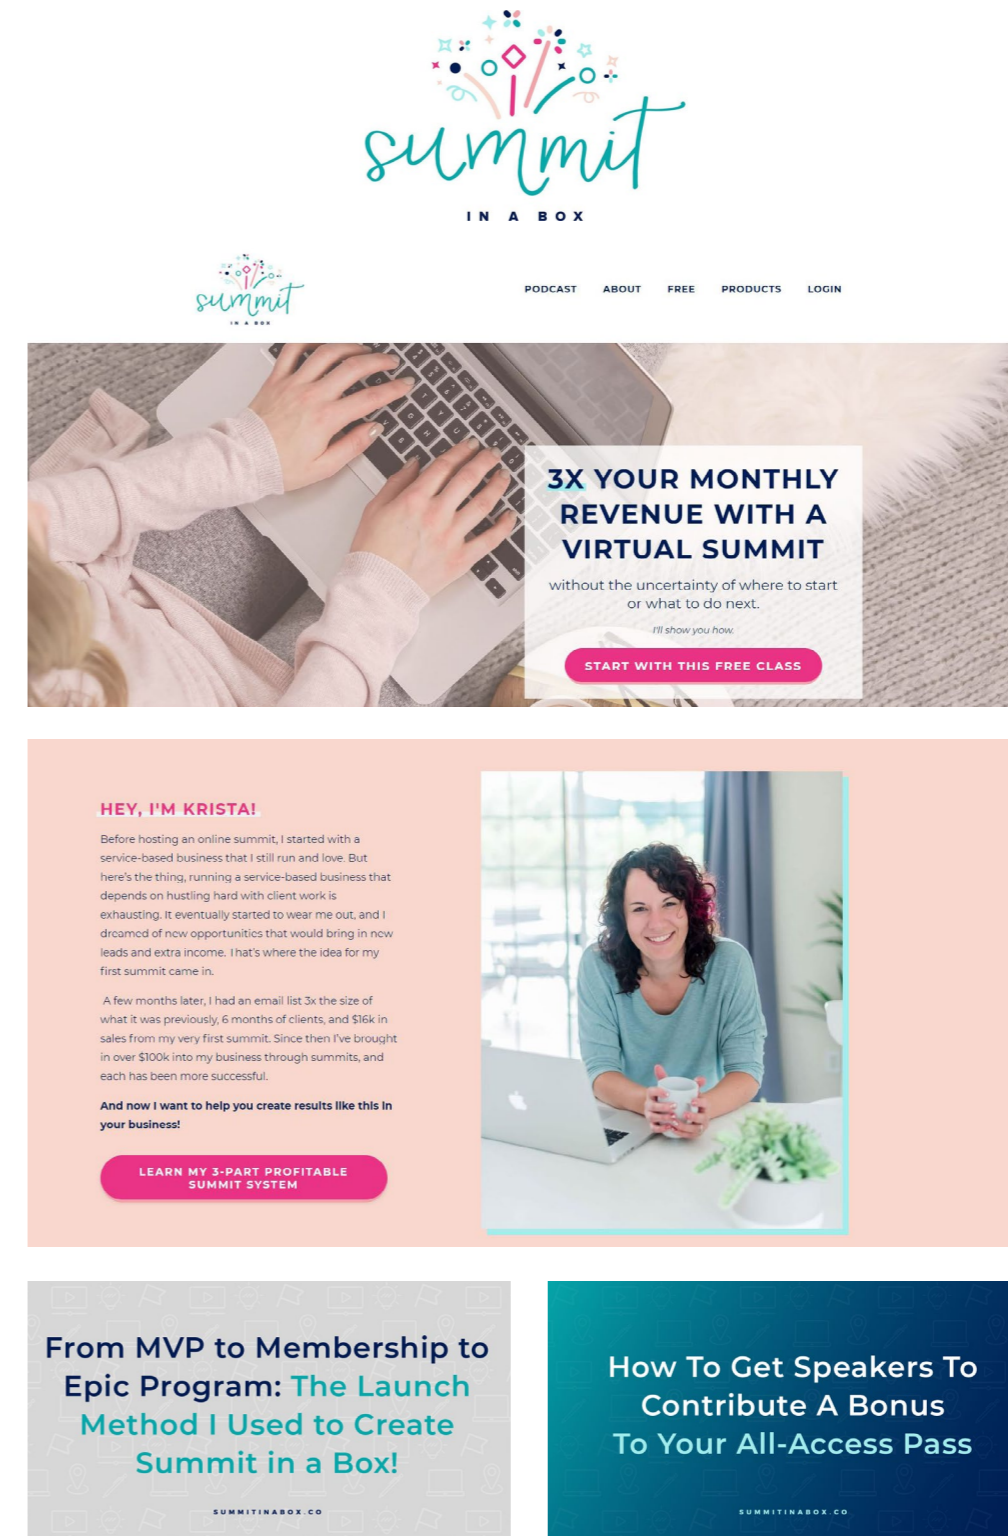 summit
IN A BOX
summit
IN A BOX
PODCAST ABOUT FREE PRODUCTS LOGIN
3X YOUR MONTHLY
REVENUE WITH A
VIRTUAL SUMMIT
without the uncertainty of where to start
or what to do next.
I'll show you how.
START WITH THIS FREE CLASS
HEY, I'M KRISTA!
Before hosting an online summit, I started with a
service-based business that I still run and love. But
here's the thing, running a service-based business that
depends on hustling hard with client work is
exhausting. It eventually started to wear me out, and I
dreamed of new opportunities that would bring in new
leads and extra income. That's where the idea for my
first summit came in.
A few months later, I had an email list 3x the size of
what it was previously, 6 months of clients, and $16k in
sales from my very first summit. Since then I've brought
in over $100k into my business through summits, and
each has been more successful.
And now I want to help you create results like this in
your business!
LEARN MY 3-PART PROFITABLE
SUMMIT SYSTEM
From MVP to Membership to
Epic Program: The Launch
Method I Used to Create
Summit in a Box!
SUMMITINABOX.CO
How To Get Speakers To
Contribute A Bonus
To Your All-Access Pass
SUMMITINABOX.CO